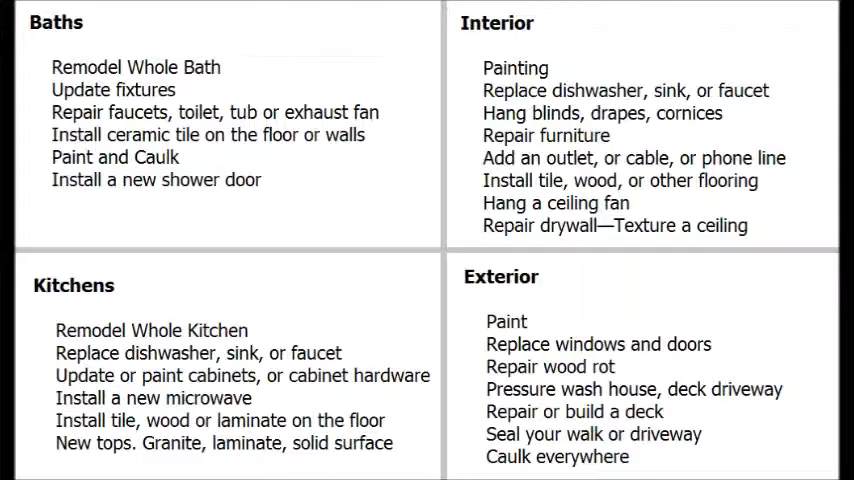 Baths
Remodel Whole Bath
Update fixtures
Repair faucets, toilet, tub or exhaust fan
Install ceramic tile on the floor or walls
Paint and Caulk
Install a new shower door
Interior
Painting
Replace dishwasher, sink, or faucet
Hang blinds, drapes, cornices
Repair furniture
Add an outlet, or cable, or phone line
Install tile, wood, or other flooring
Hang a ceiling fan
Repair drywall—Texture a ceiling
Kitchens
Remodel Whole Kitchen
Replace dishwasher, sink, or faucet
Update or paint cabinets, or cabinet hardware
Install a new microwave
Install tile, wood or laminate on the floor
New tops. Granite, laminate, solid surface
Exterior
Paint
Replace windows and doors
Repair wood rot
Pressure wash house, deck driveway
Repair or build a deck
Seal your walk or driveway
Caulk everywhere